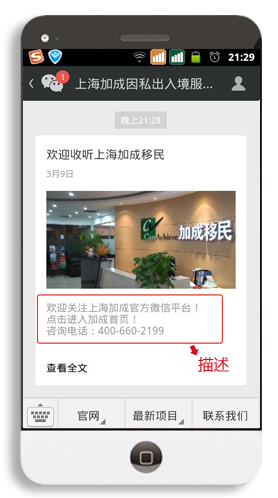 21:29
1
上海加成因私出入境服...
晚上21:28
欢迎收听上海加成移民
3月9日
CanAchieve 加成移民
欢迎关注上海加成官方微信平台！
点击进入加成首页！
咨询电话：400-660-2199
描述
查看全文
官网
最新项目
联系我们